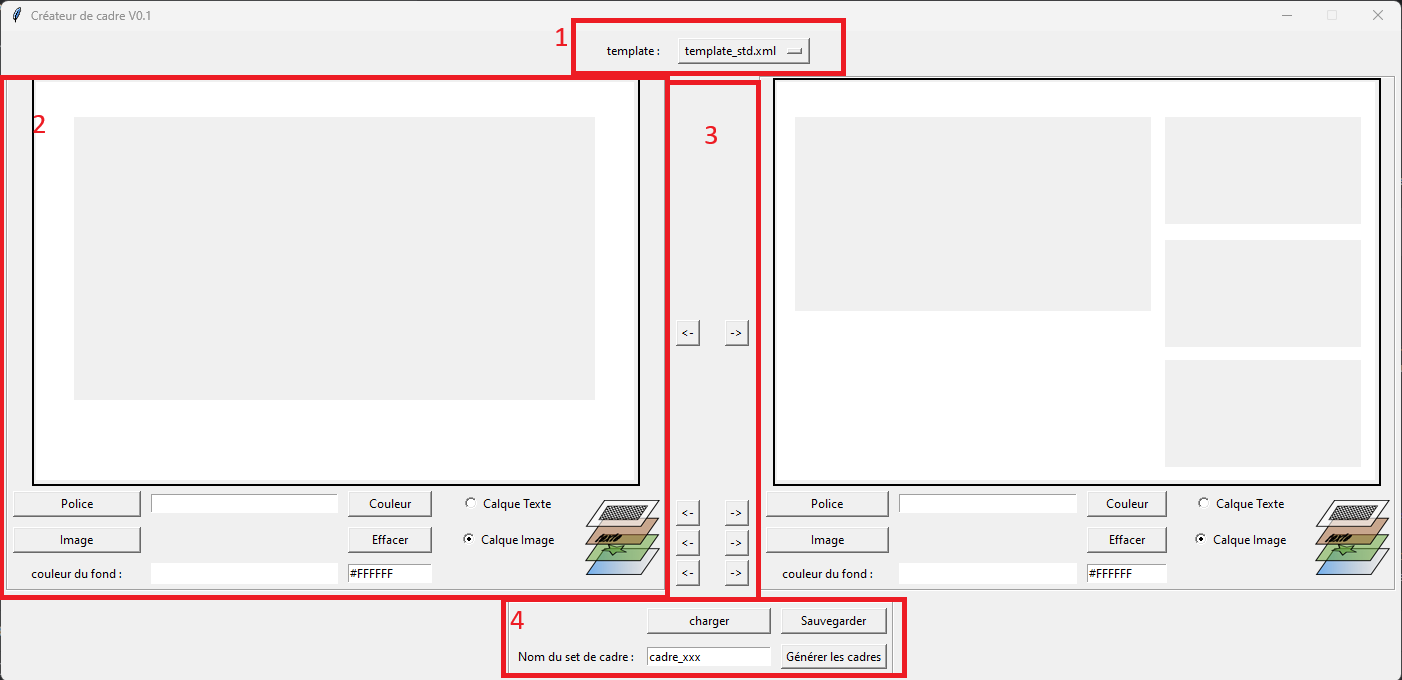 Créateur de cadre V0.1
1
template :
template_std.xml
2
3
<- ->
Police
Couleur
Calque Texte
texte
<- ->
Police
Couleur
Calque Texte
texte
Image
Effacer
Calque Image
<- ->
Image
Effacer
Calque Image
couleur du fond :
#FFFFFF
<- ->
couleur du fond :
#FFFFFF
4
charger
Sauvegarder
Nom du set de cadre :
cadre_xxx
Générer les cadres